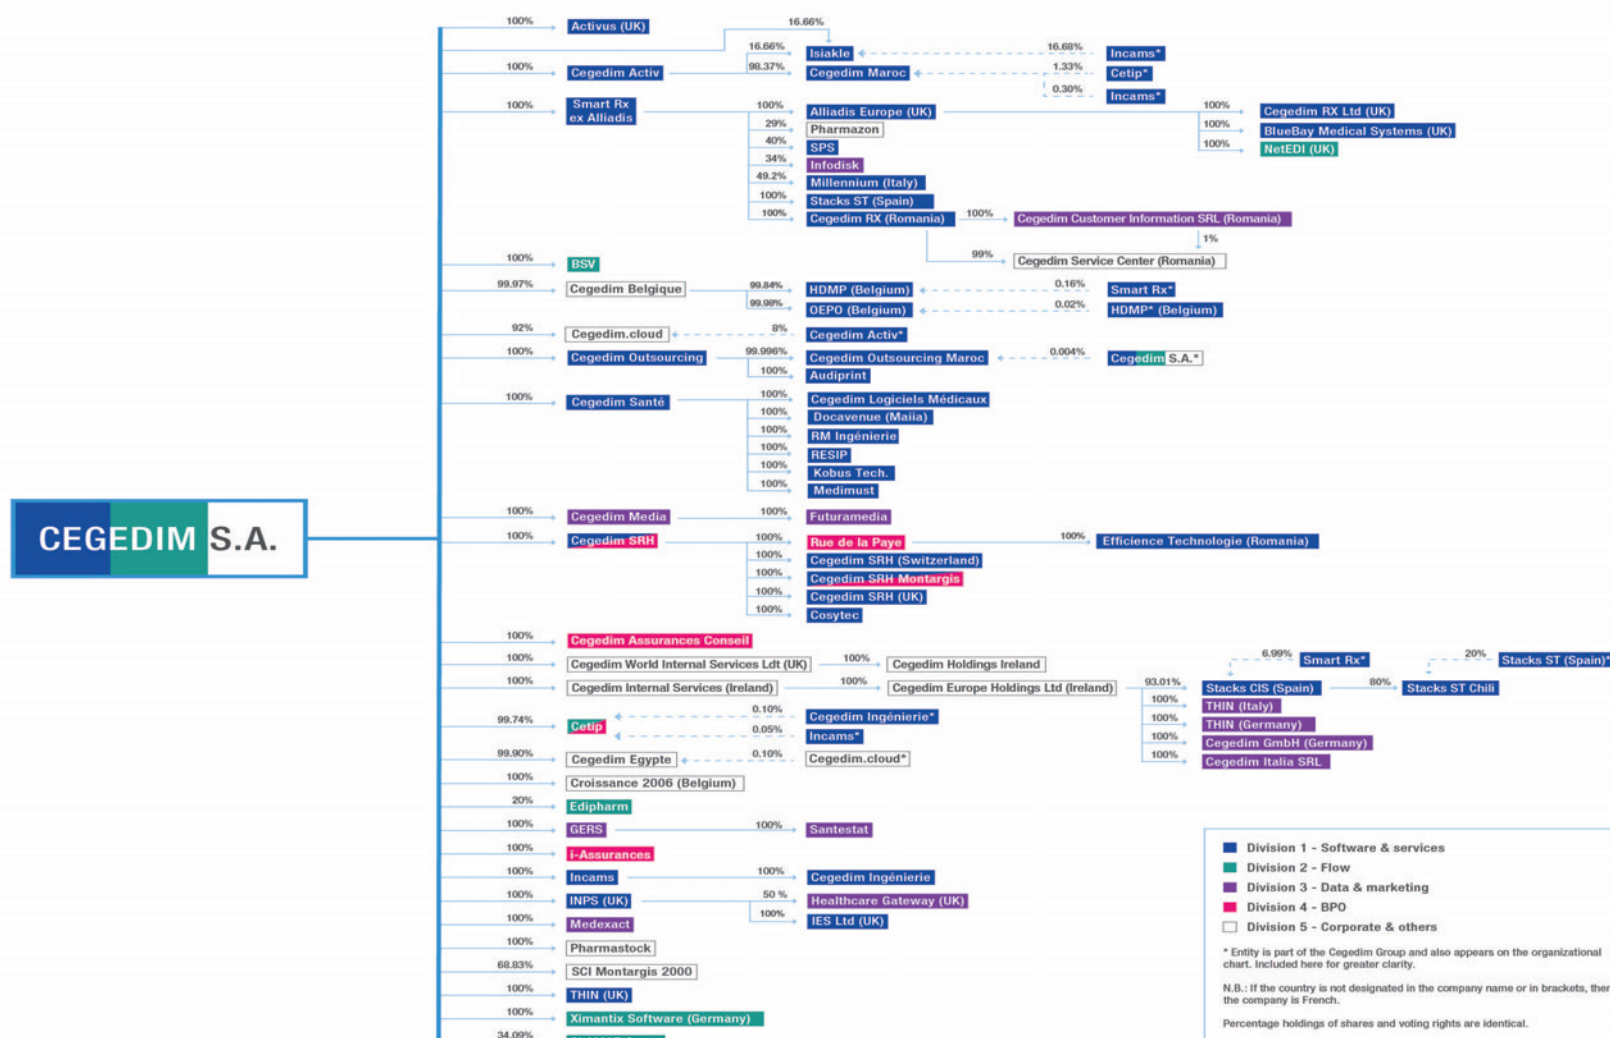 100% Activus (UK) 16.66%
16.66% Isiakle 16.68% Incams*
100% Cegedim Activ 98.37% Cegedim Maroc 1.33% Cetip*
0.30% Incams*
100% Smart Rx ex Alliadis 100% Alliadis Europe (UK) 100% Cegedim RX Ltd (UK)
29% Pharmazon 100% BlueBay Medical Systems (UK)
40% SPS 100% NetEDI (UK)
34% Infodisk
49.2% Millennium (Italy)
100% Stacks ST (Spain)
100% Cegedim RX (Romania) 100% Cegedim Customer Information SRL (Romania)
1%
99% Cegedim Service Center (Romania)
100% BSV
99.97% Cegedim Belgique 99.84% HDMP (Belgium) 0.16% Smart Rx*
99.98% OEPO (Belgium) 0.02% HDMP* (Belgium)
92% Cegedim.cloud 8% Cegedim Activ*
100% Cegedim Outsourcing 99.996% Cegedim Outsourcing Maroc 0.004% Cegedim S.A.*
100% Audiprint
100% Cegedim Santé 100% Cegedim Logiciels Médicaux
100% Docavenue (Maiia)
100% RM Ingénierie
100% RESIP
100% Kobus Tech.
100% Medimust
100% Cegedim Media 100% Futuramedia
CEGEDIM S.A.
100% Cegedim SRH 100% Rue de la Paye 100% Efficience Technologie (Romania)
100% Cegedim SRH (Switzerland)
100% Cegedim SRH Montargis
100% Cegedim SRH (UK)
100% Cosytec
100% Cegedim Assurances Conseil
100% Cegedim World Internal Services Ldt (UK) 100% Cegedim Holdings Ireland 6.99% Smart Rx* 20% Stacks ST (Spain)*
100% Cegedim Internal Services (Ireland) 100% Cegedim Europe Holdings Ltd (Ireland) 93.01% Stacks CIS (Spain) 80% Stacks ST Chili
100% THIN (Italy)
100% THIN (Germany)
100% Cegedim GmbH (Germany)
100% Cegedim Italia SRL
99.74% Cetip 0.10% Cegedim Ingénierie*
0.05% Incams*
99.90% Cegedim Egypte 0.10% Cegedim.cloud*
100% Croissance 2006 (Belgium)
20% Edipharm
100% GERS 100% Santestat
100% i-Assurances
100% Incams 100% Cegedim Ingénierie
100% INPS (UK) 50 % Healthcare Gateway (UK)
100% IES Ltd (UK)
100% Medexact
100% Pharmastock
68.83% SCI Montargis 2000
100% THIN (UK)
100% Ximantix Software (Germany)
34.09%
Division 1 - Software & services
Division 2 - Flow
Division 3 - Data & marketing
Division 4 - BPO
Division 5 - Corporate & others
* Entity is part of the Cegedim Group and also appears on the organizational
chart. Included here for greater clarity.
N.B.: If the country is not designated in the company name or in brackets, then
the company is French.
Percentage holdings of shares and voting rights are identical.